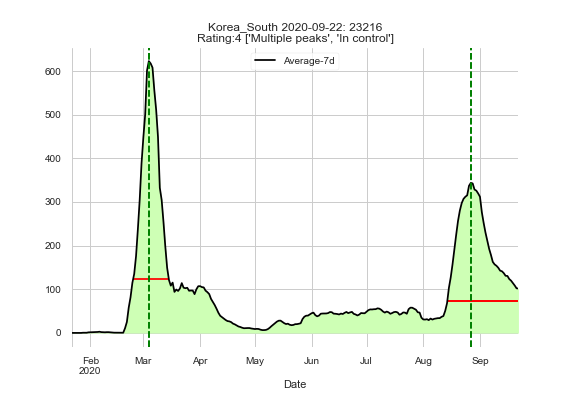 Korea_South 2020-09-22: 23216
Rating:4 ['Multiple peaks', 'In control']
Average-7d
600
500
400
300
200
100
0
Feb Mar Apr May Jun Jul Aug Sep
2020
Date